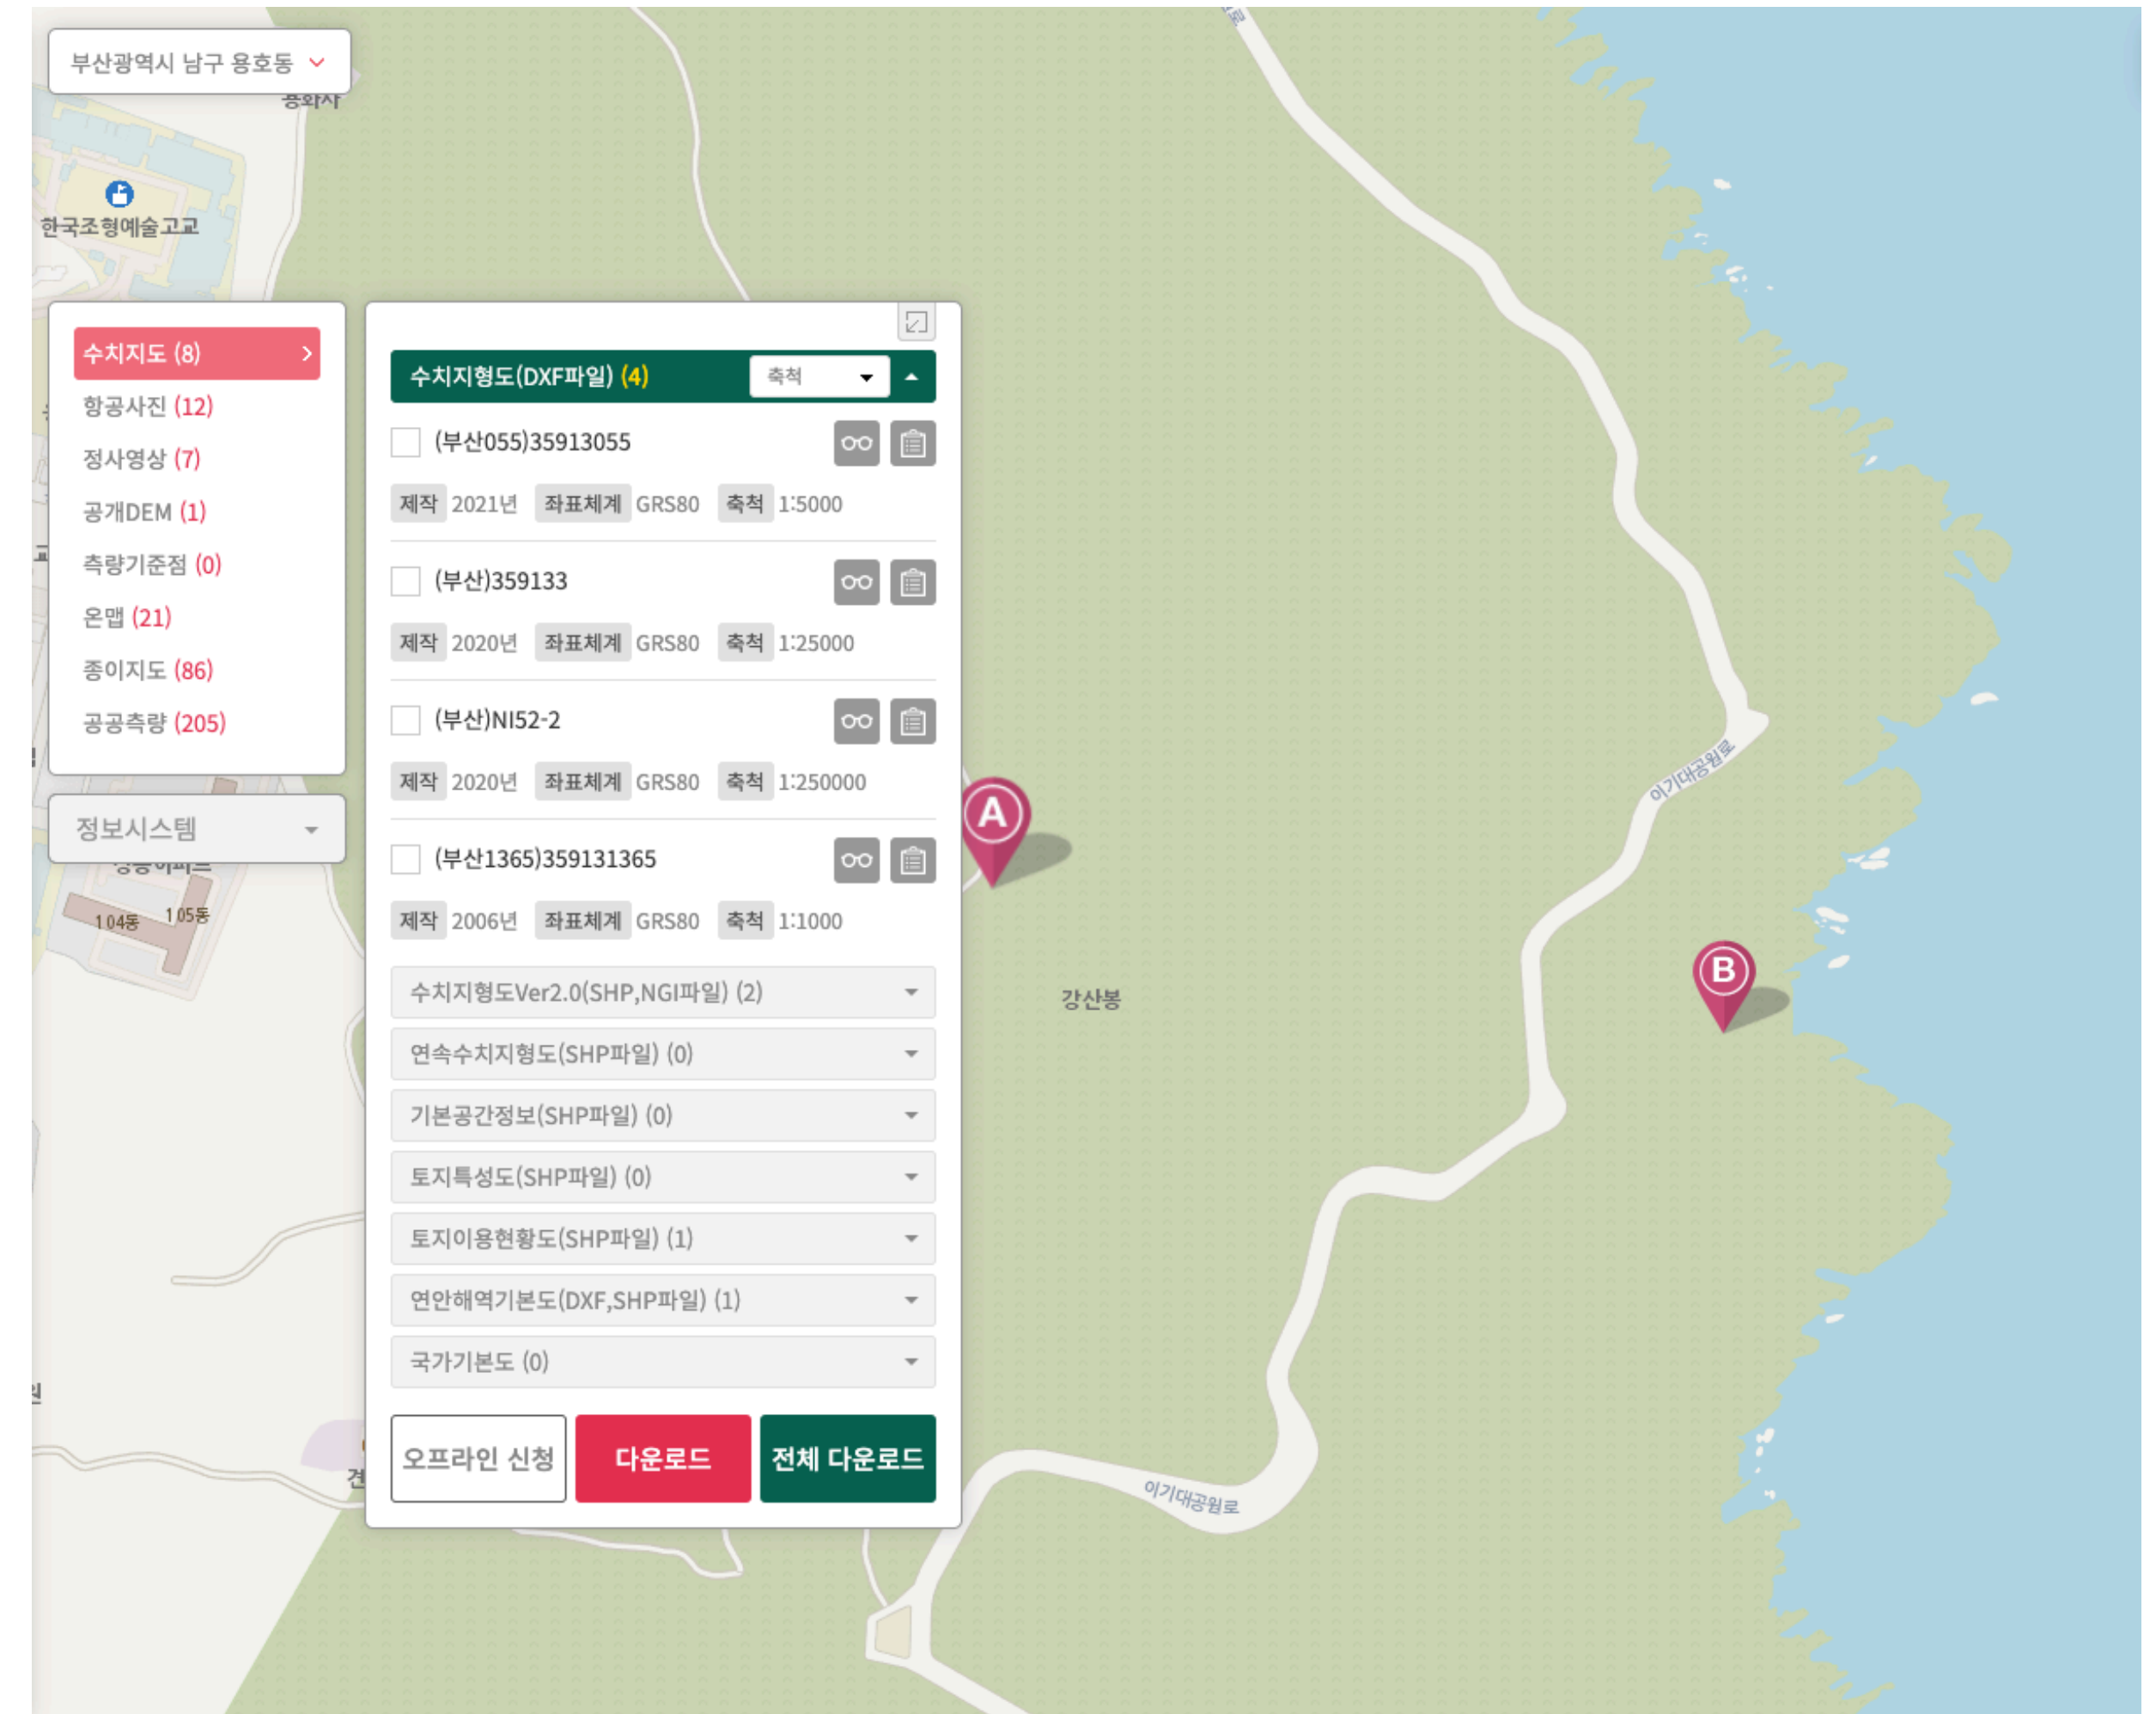 부산광역시 남구 용호동
용화사
한국조형예술고교
수치지도 (8)
항공사진 (12)
정사영상 (7)
공개DEM (1)
측량기준점 (0)
온맵 (21)
종이지도 (86)
공공측량 (205)
정보시스템
104동
105동
수치지형도(DXF파일) (4)
축척
(부산055)35913055
제작 2021년 좌표체계 GRS80 축척 1:5000
(부산)359133
제작 2020년 좌표체계 GRS80 축척 1:25000
(부산)NI52-2
제작 2020년 좌표체계 GRS80 축척 1:250000
(부산1365)359131365
제작 2006년 좌표체계 GRS80 축척 1:1000
수치지형도Ver2.0(SHP,NGI파일) (2)
연속수치지형도(SHP파일) (0)
기본공간정보(SHP파일) (0)
토지특성도(SHP파일) (0)
토지이용현황도(SHP파일) (1)
연안해역기본도(DXF,SHP파일) (1)
국가기본도 (0)
오프라인 신청
다운로드
전체 다운로드
견
A
B
강산봉
이기대공원로
이기대공원로